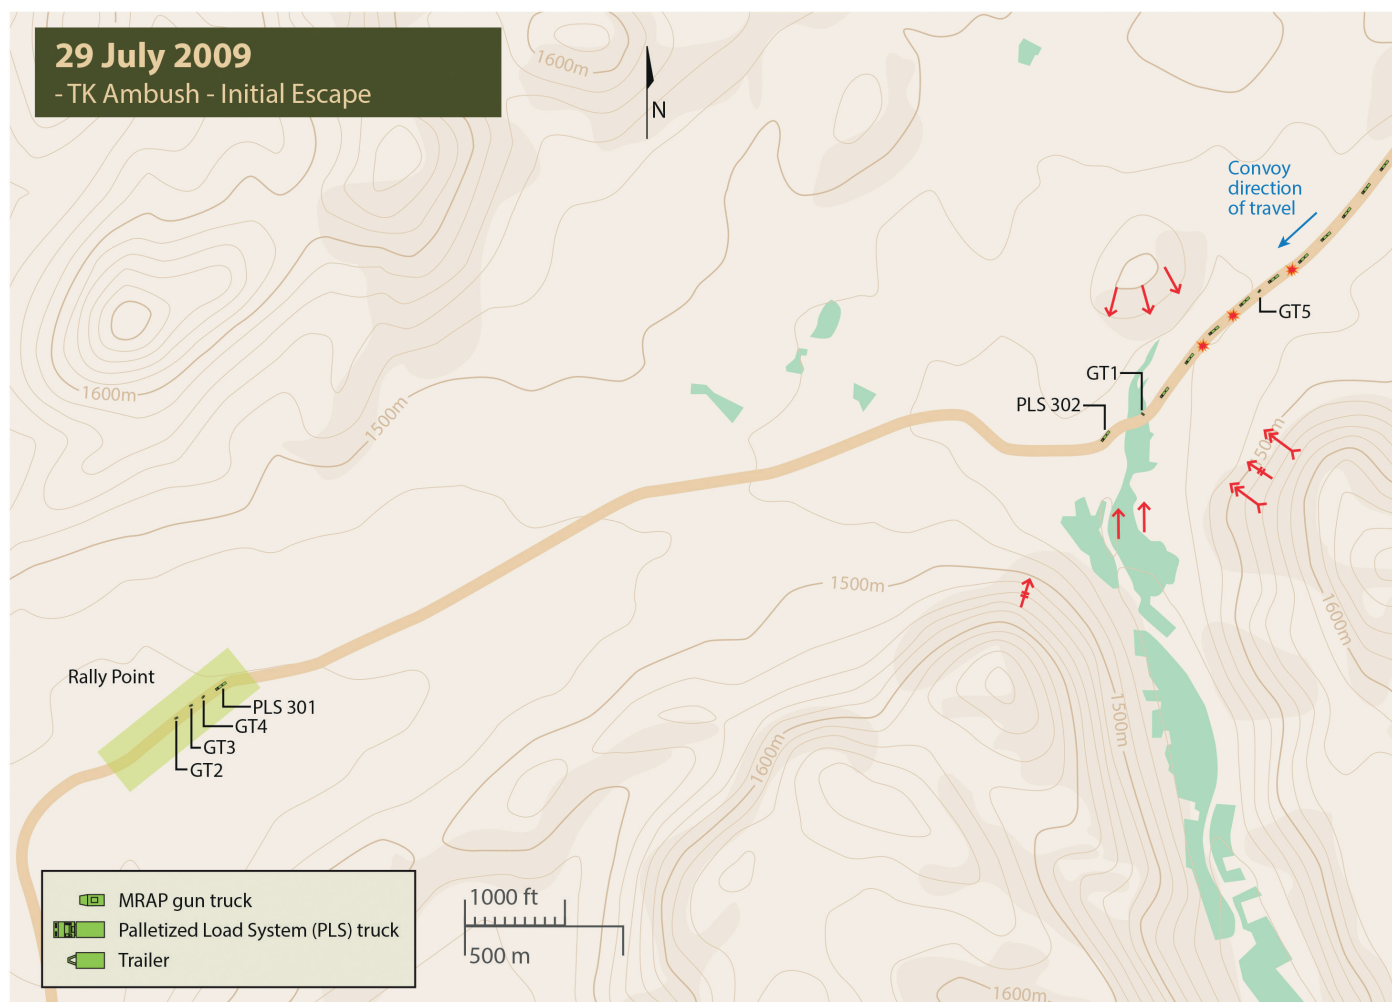 29 July 2009
- TK Ambush - Initial Escape
1600m
N
Convoy
direction
of travel
GT5
GT1
PLS 302
1600m
1500m
1500m
1500m
1600m
Rally Point
PLS 301
GT4
GT3
GT2
1500m
1600m
MRAP gun truck
Palletized Load System (PLS) truck
Trailer
1000 ft
500 m
1600m